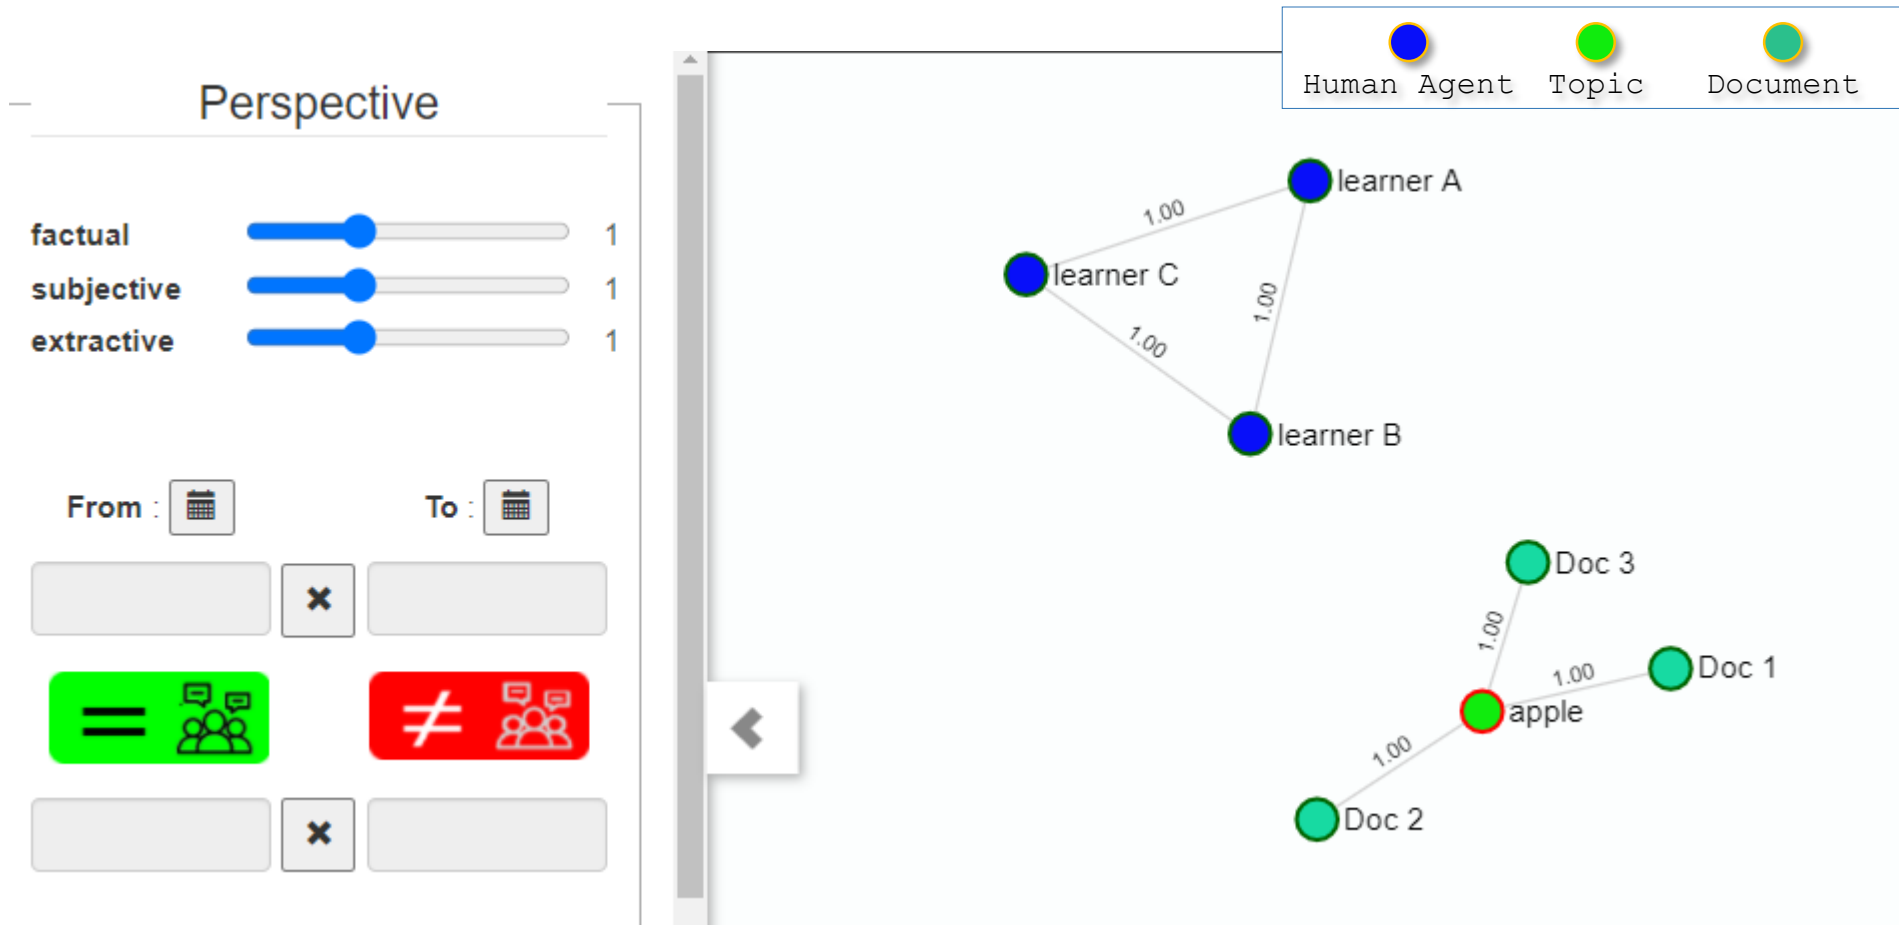 Perspective
factual 1
subjective 1
extractive 1
From :
To :
Human Agent
Topic
Document
learner A
1.00
learner C
1.00
1.00
learner B
Doc 3
1.00
1.00
Doc 1
apple
1.00
Doc 2